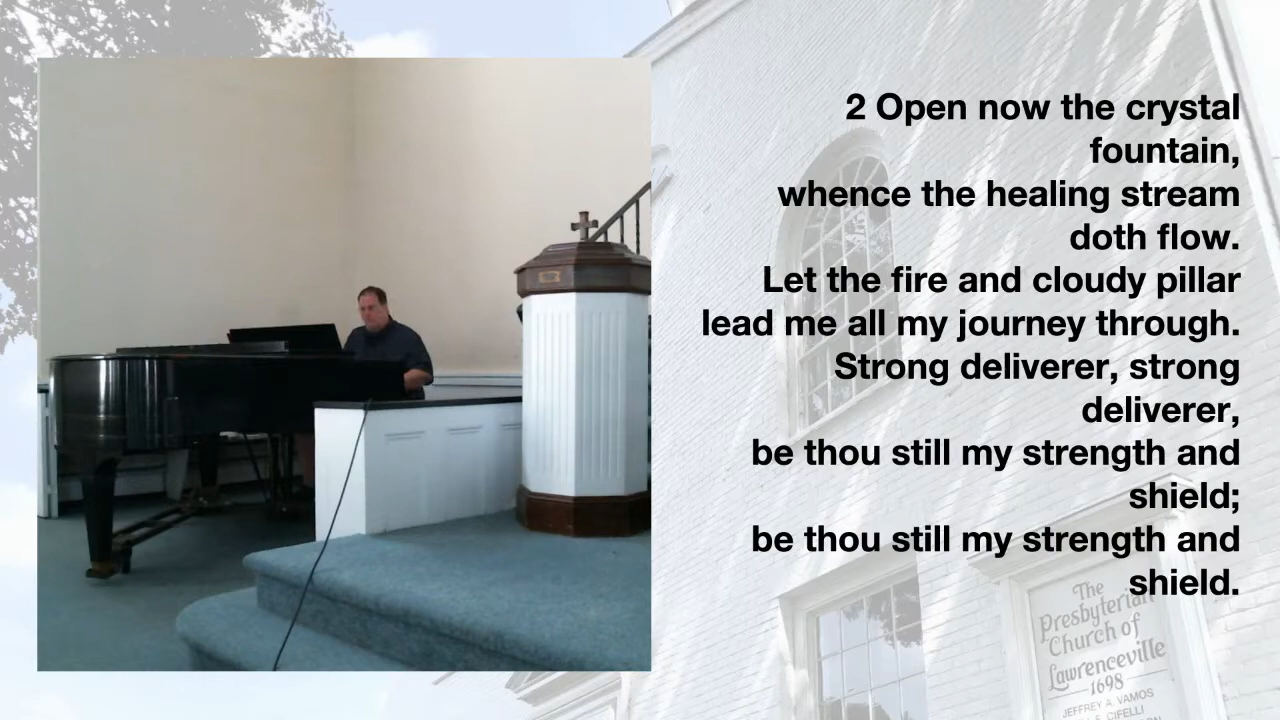 2 Open now the crystal
fountain,
whence the healing stream
doth flow.
Let the fire and cloudy pillar
lead me all my journey through.
Strong deliverer, strong
deliverer,
be thou still my strength and
shield;
be thou still my strength and
shield.
The
Presbyterian
Church of
Lawrenceville
1698
JEFFREY A. VAMOS
CIFELLI